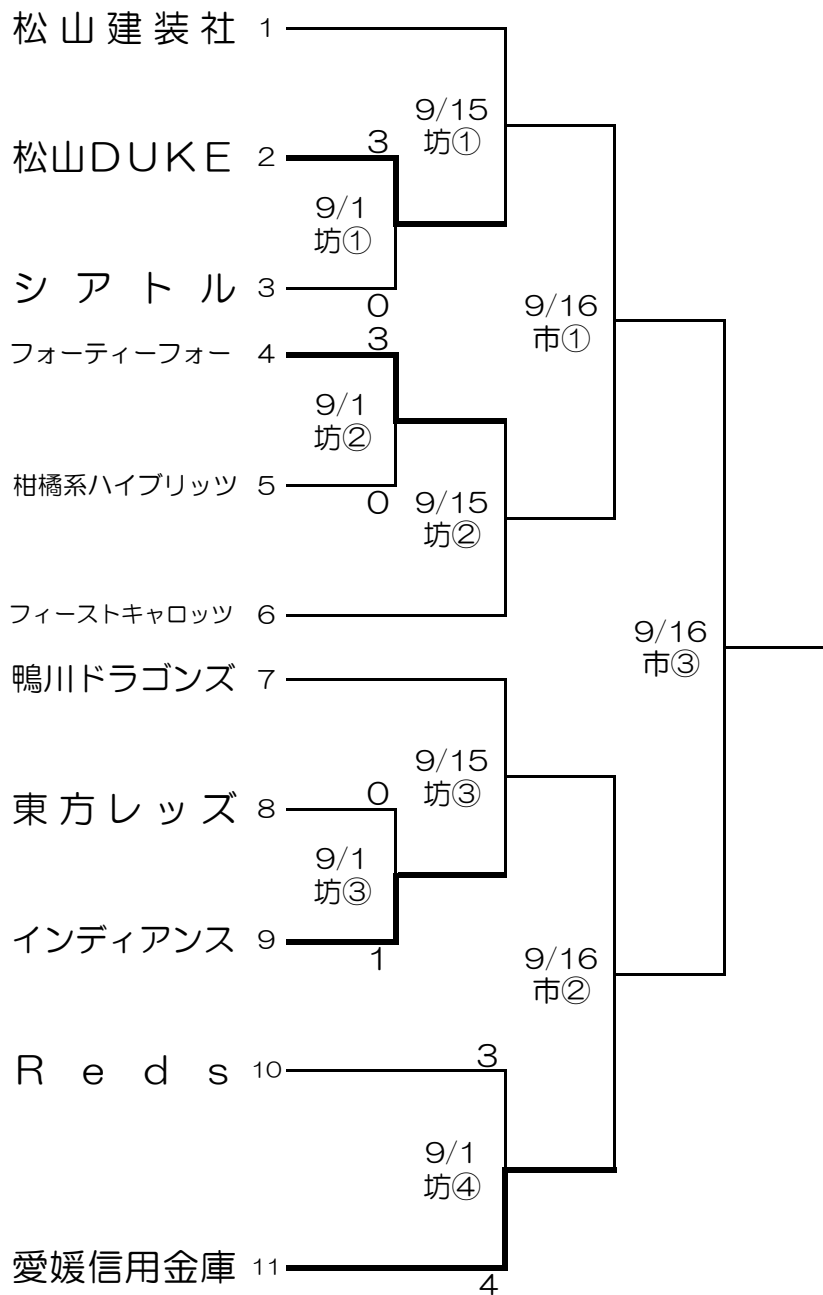 松山建装社 1
9/15
坊①
3
松山DUKE 2
9/1
坊①
シアトル 3
0
9/16
市①
3
フォーティーフォー 4
9/1
坊②
柑橘系ハイブリッツ 5
0
9/15
坊②
フィーストキャロッツ 6
9/16
市③
鴨川ドラゴンズ 7
9/15
坊③
0
東方レッズ 8
9/1
坊③
インディアンス 9
1
9/16
市②
3
Reds 10
9/1
坊④
愛媛信用金庫 11
4